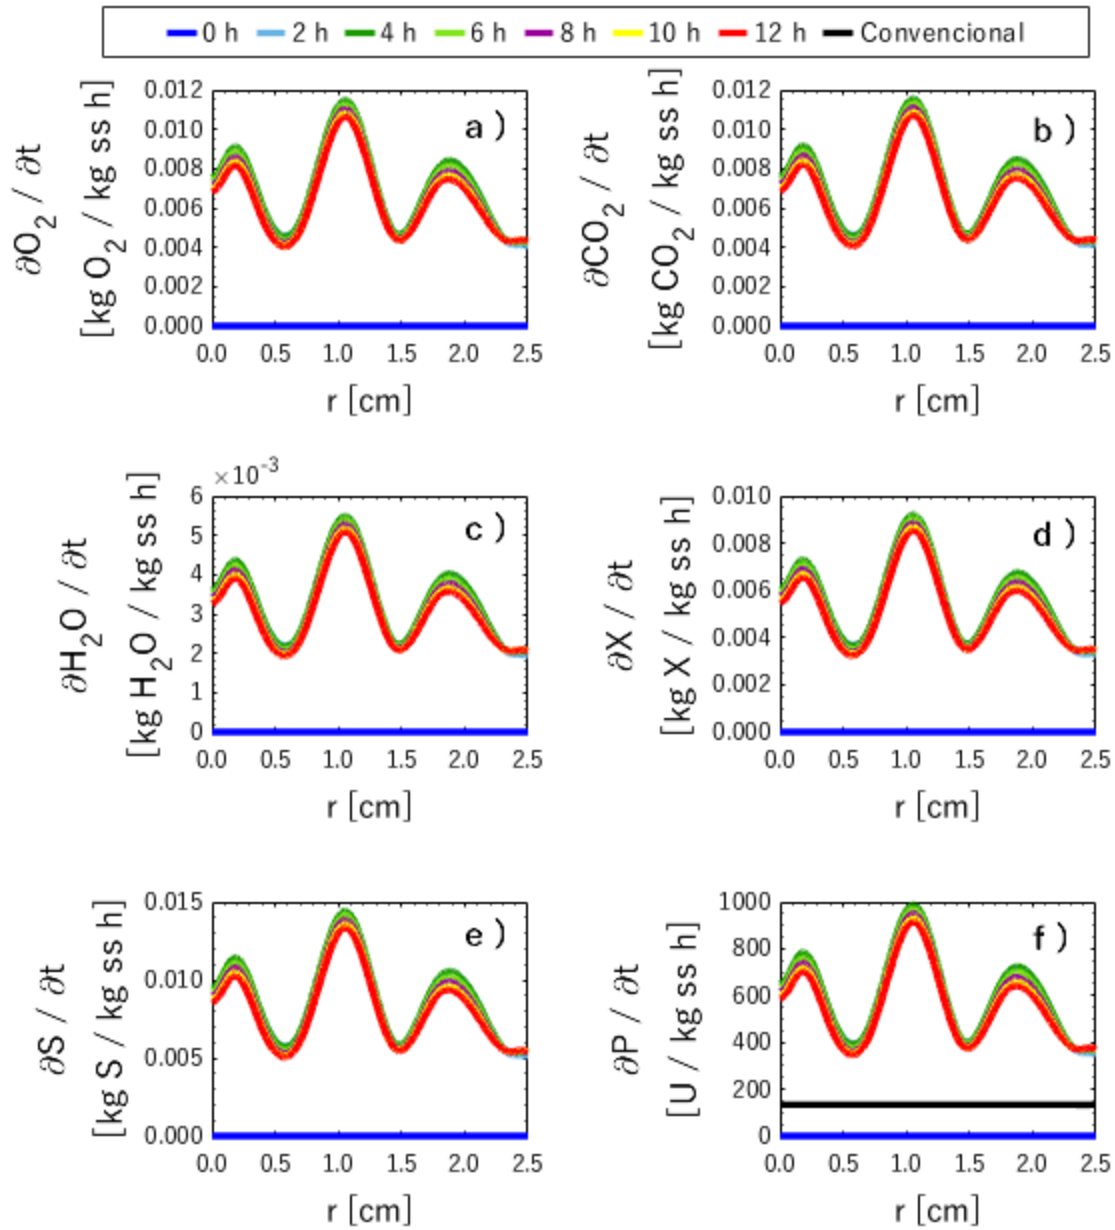 0 h 2 h 4 h 6 h 8 h 10 h 12 h Convencional
a )
∂O2 / ∂t
[kg O2 / kg ss h]
0.012
0.010
0.008
0.006
0.004
0.002
0.000
0.0 0.5 1.0 1.5 2.0 2.5
r [cm]
b )
∂CO2 / ∂t
[kg CO2 / kg ss h]
0.012
0.010
0.008
0.006
0.004
0.002
0.000
0.0 0.5 1.0 1.5 2.0 2.5
r [cm]
×10-3
c )
∂H2O / ∂t
[kg H2O / kg ss h]
6
5
4
3
2
1
0
0.0 0.5 1.0 1.5 2.0 2.5
r [cm]
d )
∂X / ∂t
[kg X / kg ss h]
0.010
0.008
0.006
0.004
0.002
0.000
0.0 0.5 1.0 1.5 2.0 2.5
r [cm]
e )
∂S / ∂t
[kg S / kg ss h]
0.015
0.010
0.005
0.000
0.0 0.5 1.0 1.5 2.0 2.5
r [cm]
f )
∂P / ∂t
[U / kg ss h]
1000
800
600
400
200
0
0.0 0.5 1.0 1.5 2.0 2.5
r [cm]